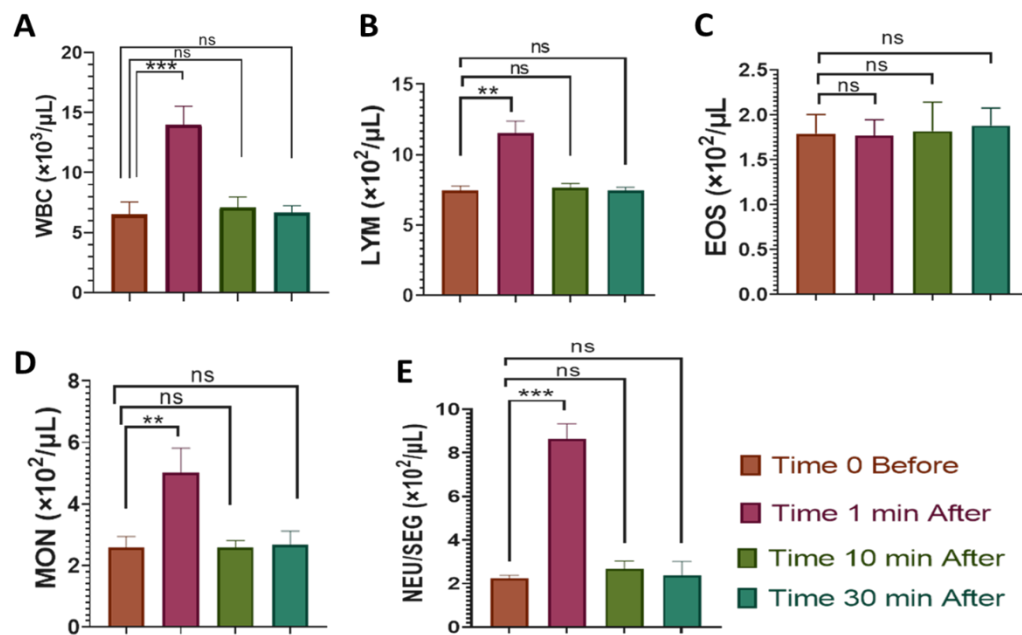 A
ns
ns
***
WBC (×10³/µL)
20
15
10
5
0
B
ns
ns
**
LYM (×10²/µL)
15
10
5
0
C
ns
ns
ns
EOS (×10²/µL
2.5
2.0
1.5
1.0
0.5
0.0
D
ns
ns
**
MON (×10²/µL)
8
6
4
2
0
E
ns
ns
***
NEU/SEG (×10²/µL)
10
8
6
4
2
0
Time 0 Before
Time 1 min After
Time 10 min After
Time 30 min After